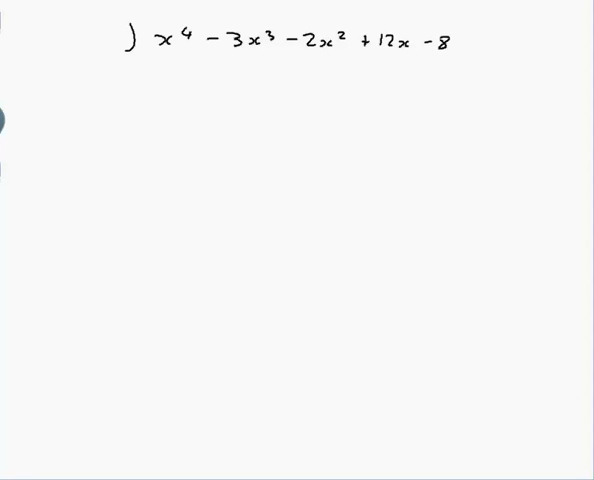 ) x⁴ - 3x³ - 2x² + 12x - 8